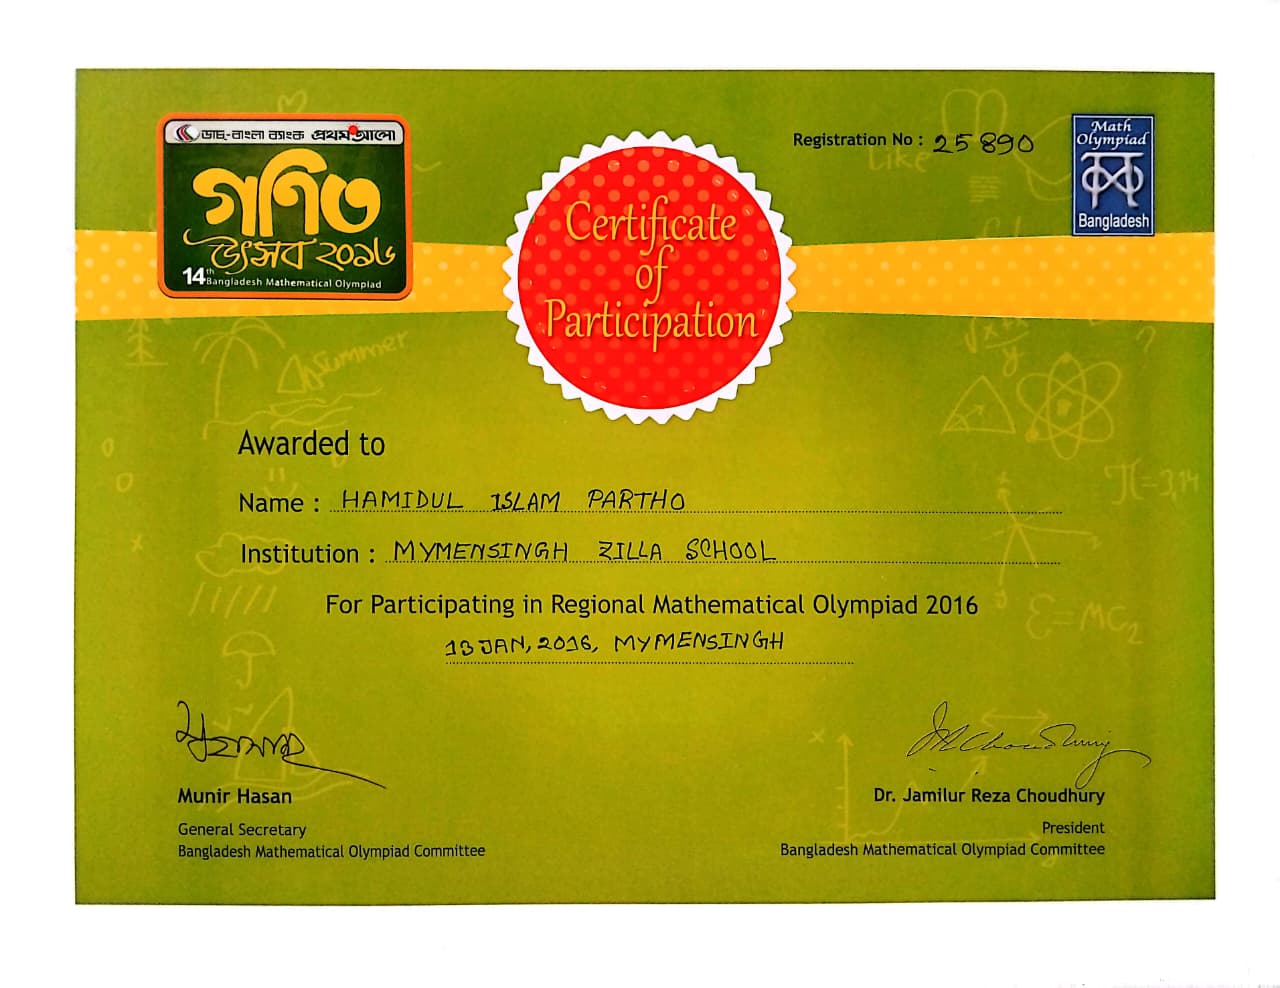 ডাচ্-বাংলা ব্যাংক প্রথম আলো
গণিত
উৎসব ২০১৬
14th Bangladesh Mathematical Olympiad
Certificate
of
Participation
Registration No : 25890
Math
Olympiad
Bangladesh
Like
Summer
Awarded to
Name : HAMIDUL ISLAM PARTHO
Institution : MYMENSINGH ZILLA SCHOOL
For Participating in Regional Mathematical Olympiad 2016
13 JAN, 2016, MYMENSINGH
π=3,14
E=MC2
Munir Hasan
General Secretary
Bangladesh Mathematical Olympiad Committee
Dr. Jamilur Reza Choudhury
President
Bangladesh Mathematical Olympiad Committee